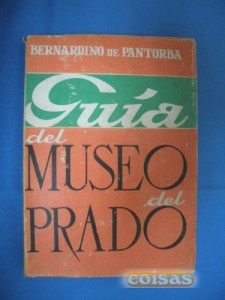 BERNARDINO DE PANTORBA
Guía
del
MUSEO
del
PRADO
coisas